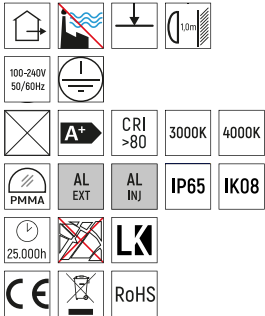 1,0m
100-240V
50/60Hz
A+
CRI
>80
3000K
4000K
PMMA
AL
EXT
AL
INJ
IP65
IK08
25.000h
LK
CE
RoHS